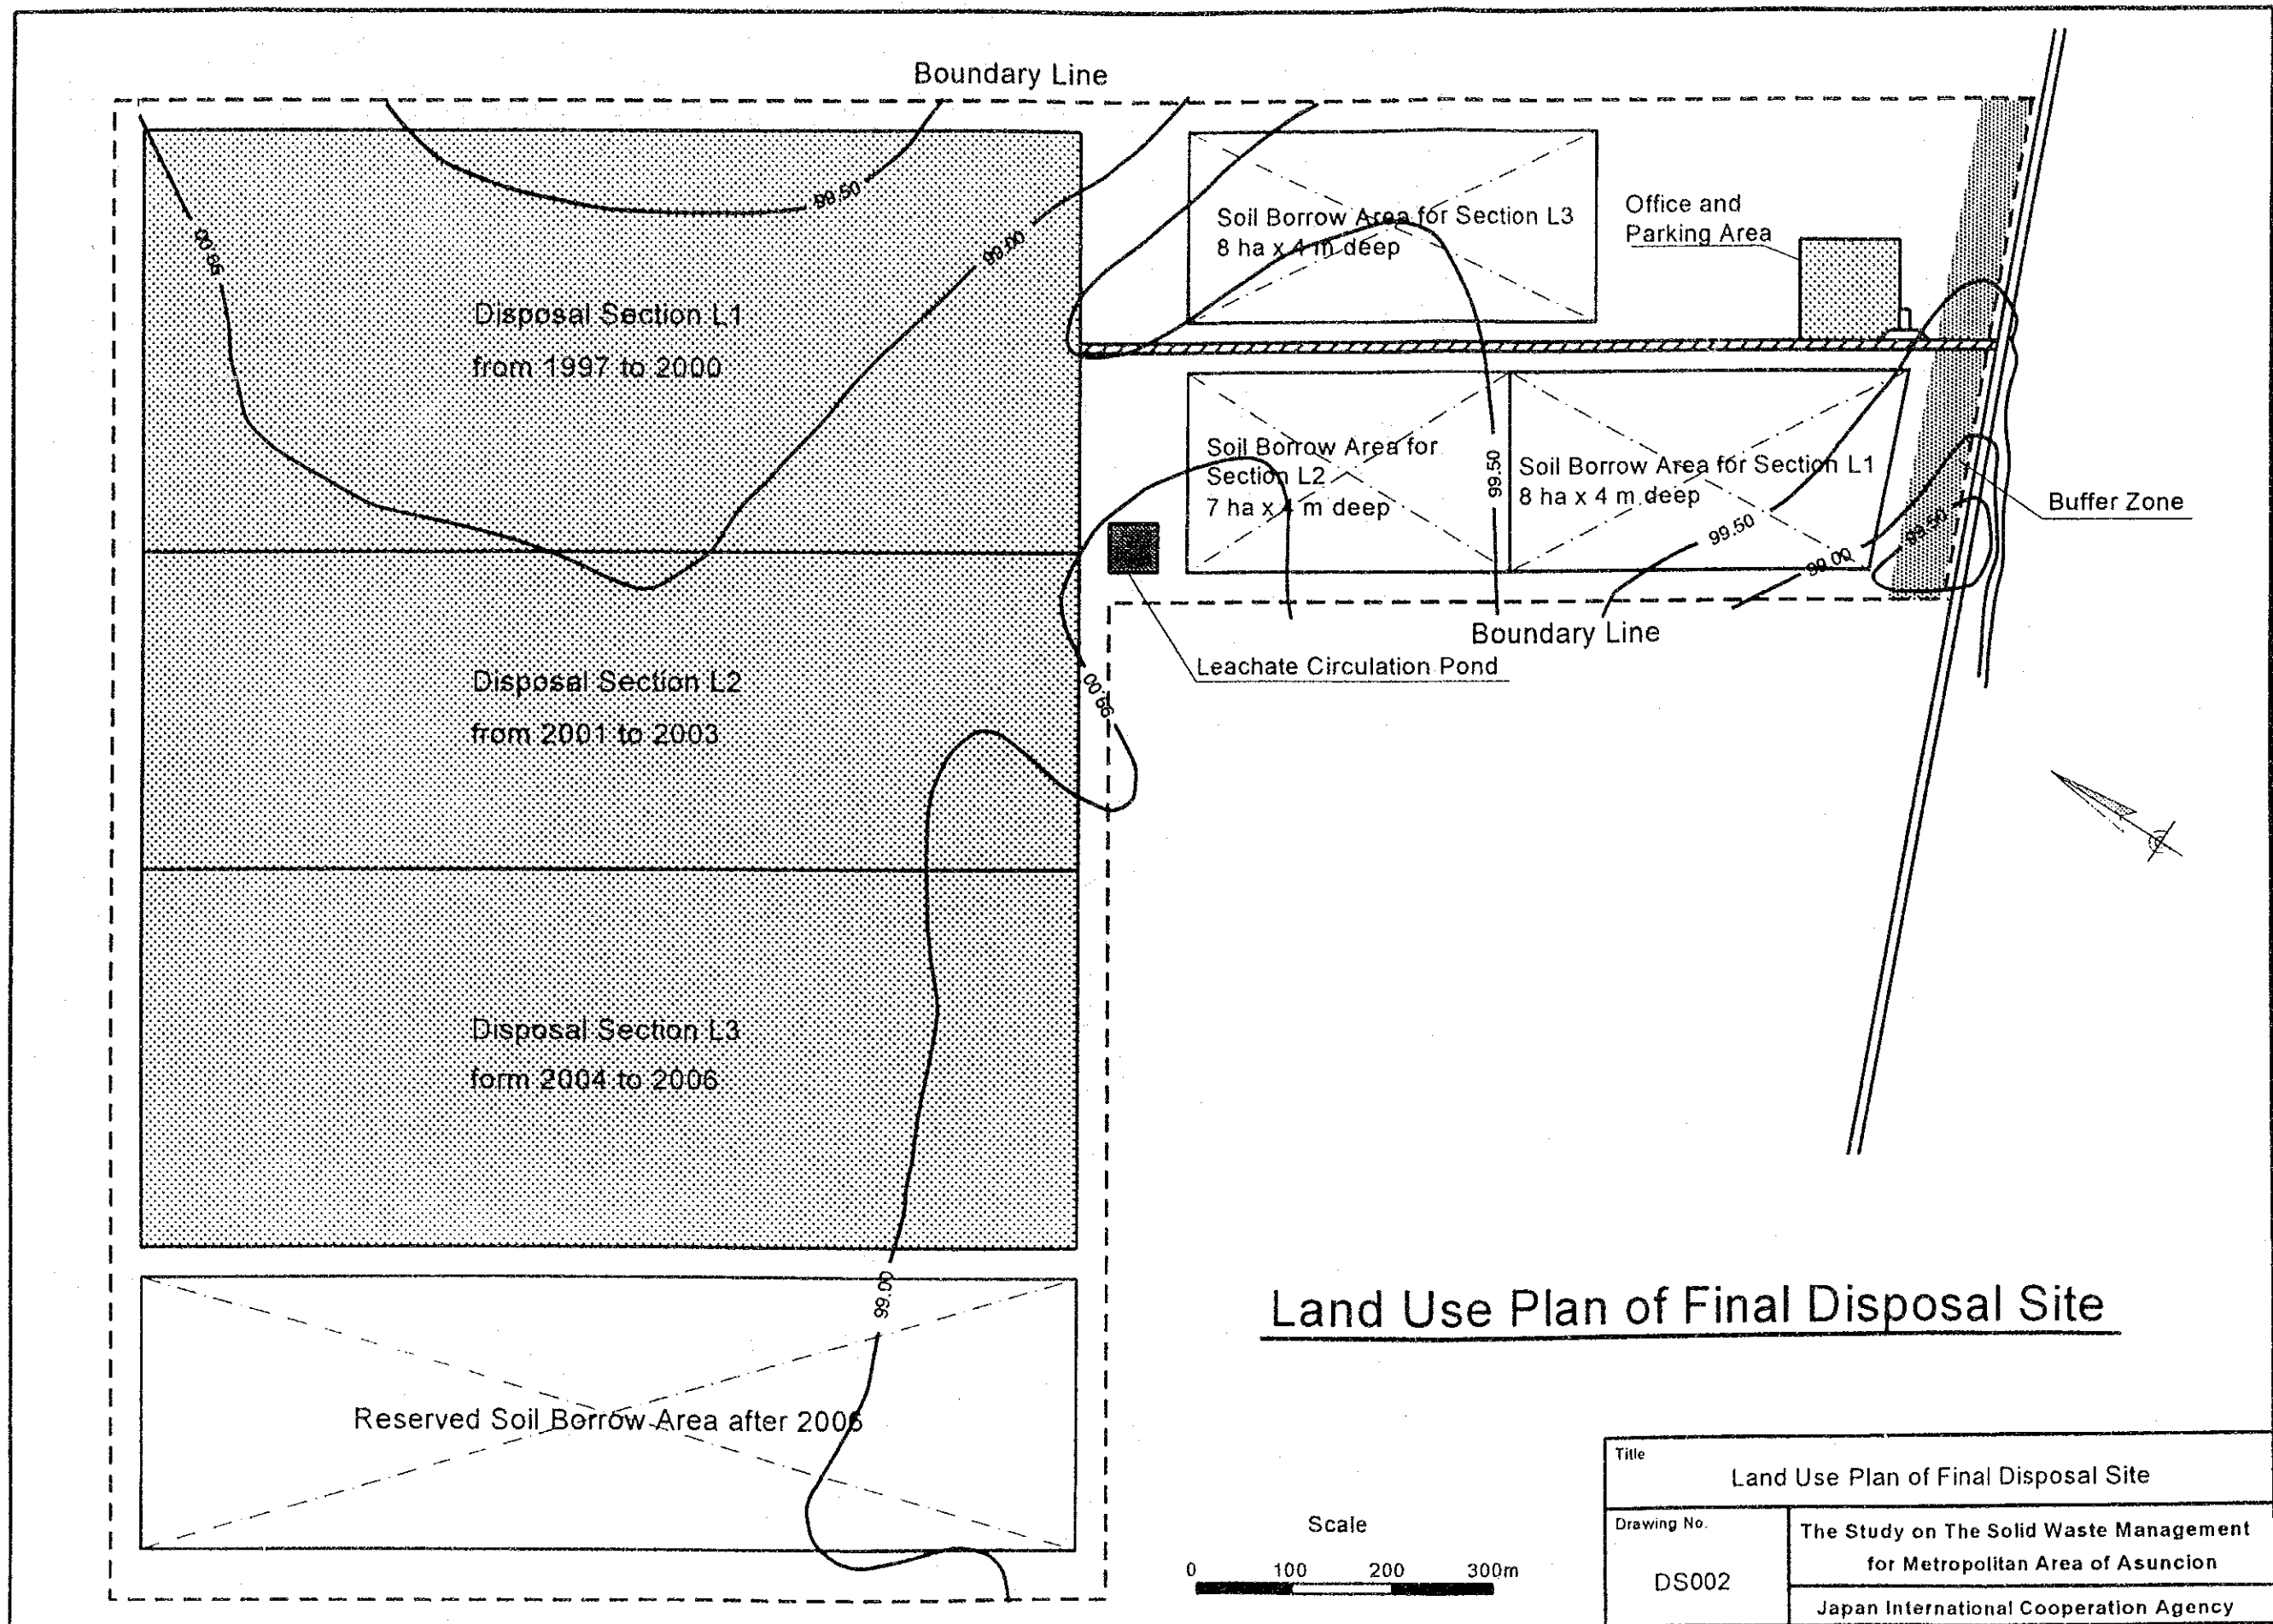 Boundary Line
99.50
99.00
99.00
Soil Borrow Area for Section L3
8 ha x 4 m deep
Office and
Parking Area
Disposal Section L1
from 1997 to 2000
Soil Borrow Area for
Section L2
7 ha x 4 m deep
99.50
Soil Borrow Area for Section L1
8 ha x 4 m deep
99.50
99.00
99.50
Buffer Zone
Boundary Line
Leachate Circulation Pond
99.00
Disposal Section L2
from 2001 to 2003
Disposal Section L3
form 2004 to 2006
99.00
Land Use Plan of Final Disposal Site
Reserved Soil Borrow Area after 2006
Scale
0 100 200 300m
Title
Land Use Plan of Final Disposal Site
Drawing No.
DS002
The Study on The Solid Waste Management
for Metropolitan Area of Asuncion
Japan International Cooperation Agency